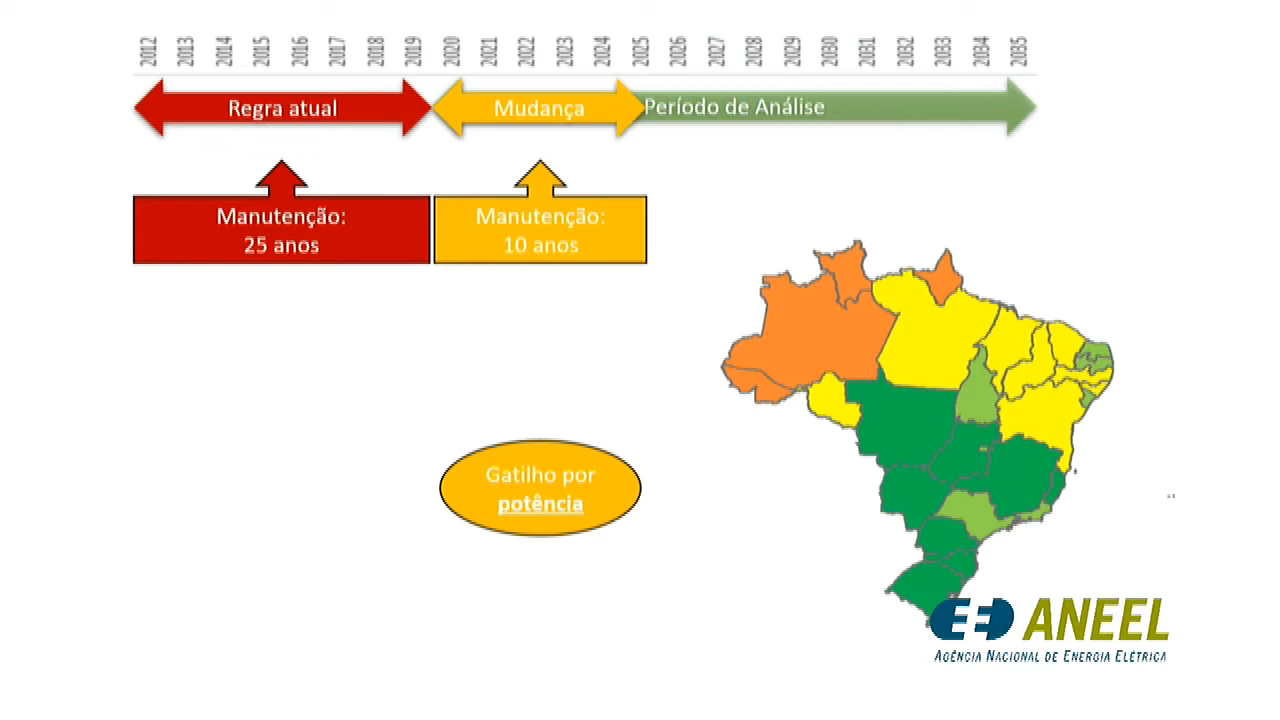 2012 2013 2014 2015 2016 2017 2018 2019 2020 2021 2022 2023 2024 2025 2026 2027 2028 2029 2030 2031 2032 2033 2034 2035
Regra atual
Mudança
Período de Análise
Manutenção:
25 anos
Manutenção:
10 anos
Gatilho por
potência
ANEEL
AGÊNCIA NACIONAL DE ENERGIA ELÉTRICA